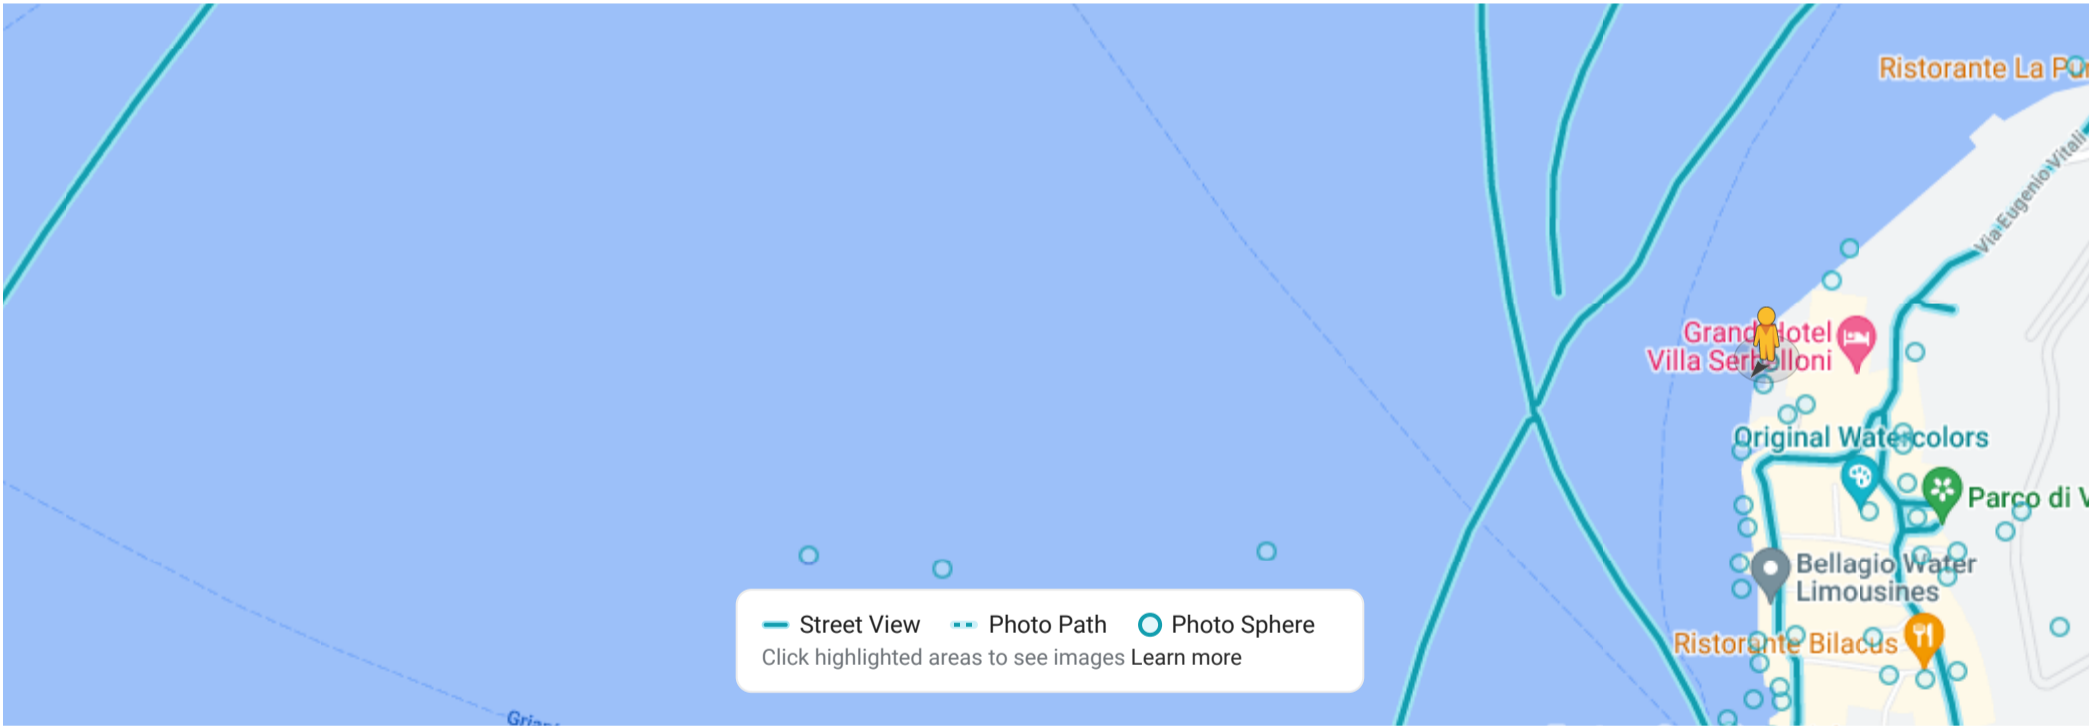 Ristorante La Pun
Via Eugenio Vitali
Grand Hotel
Villa Serbelloni
Original Watercolors
Parco di V
Bellagio Water
Limousines
Street View
Photo Path
Photo Sphere
Click highlighted areas to see images Learn more
Ristorante Bilacus